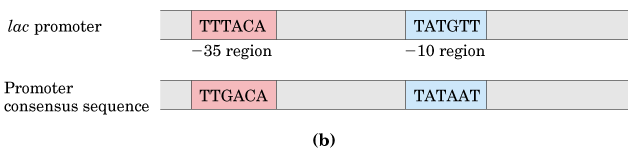 lac promoter TTTACA TATGTT
−35 region −10 region
Promoter
consensus sequence TTGACA TATAAT
(b)